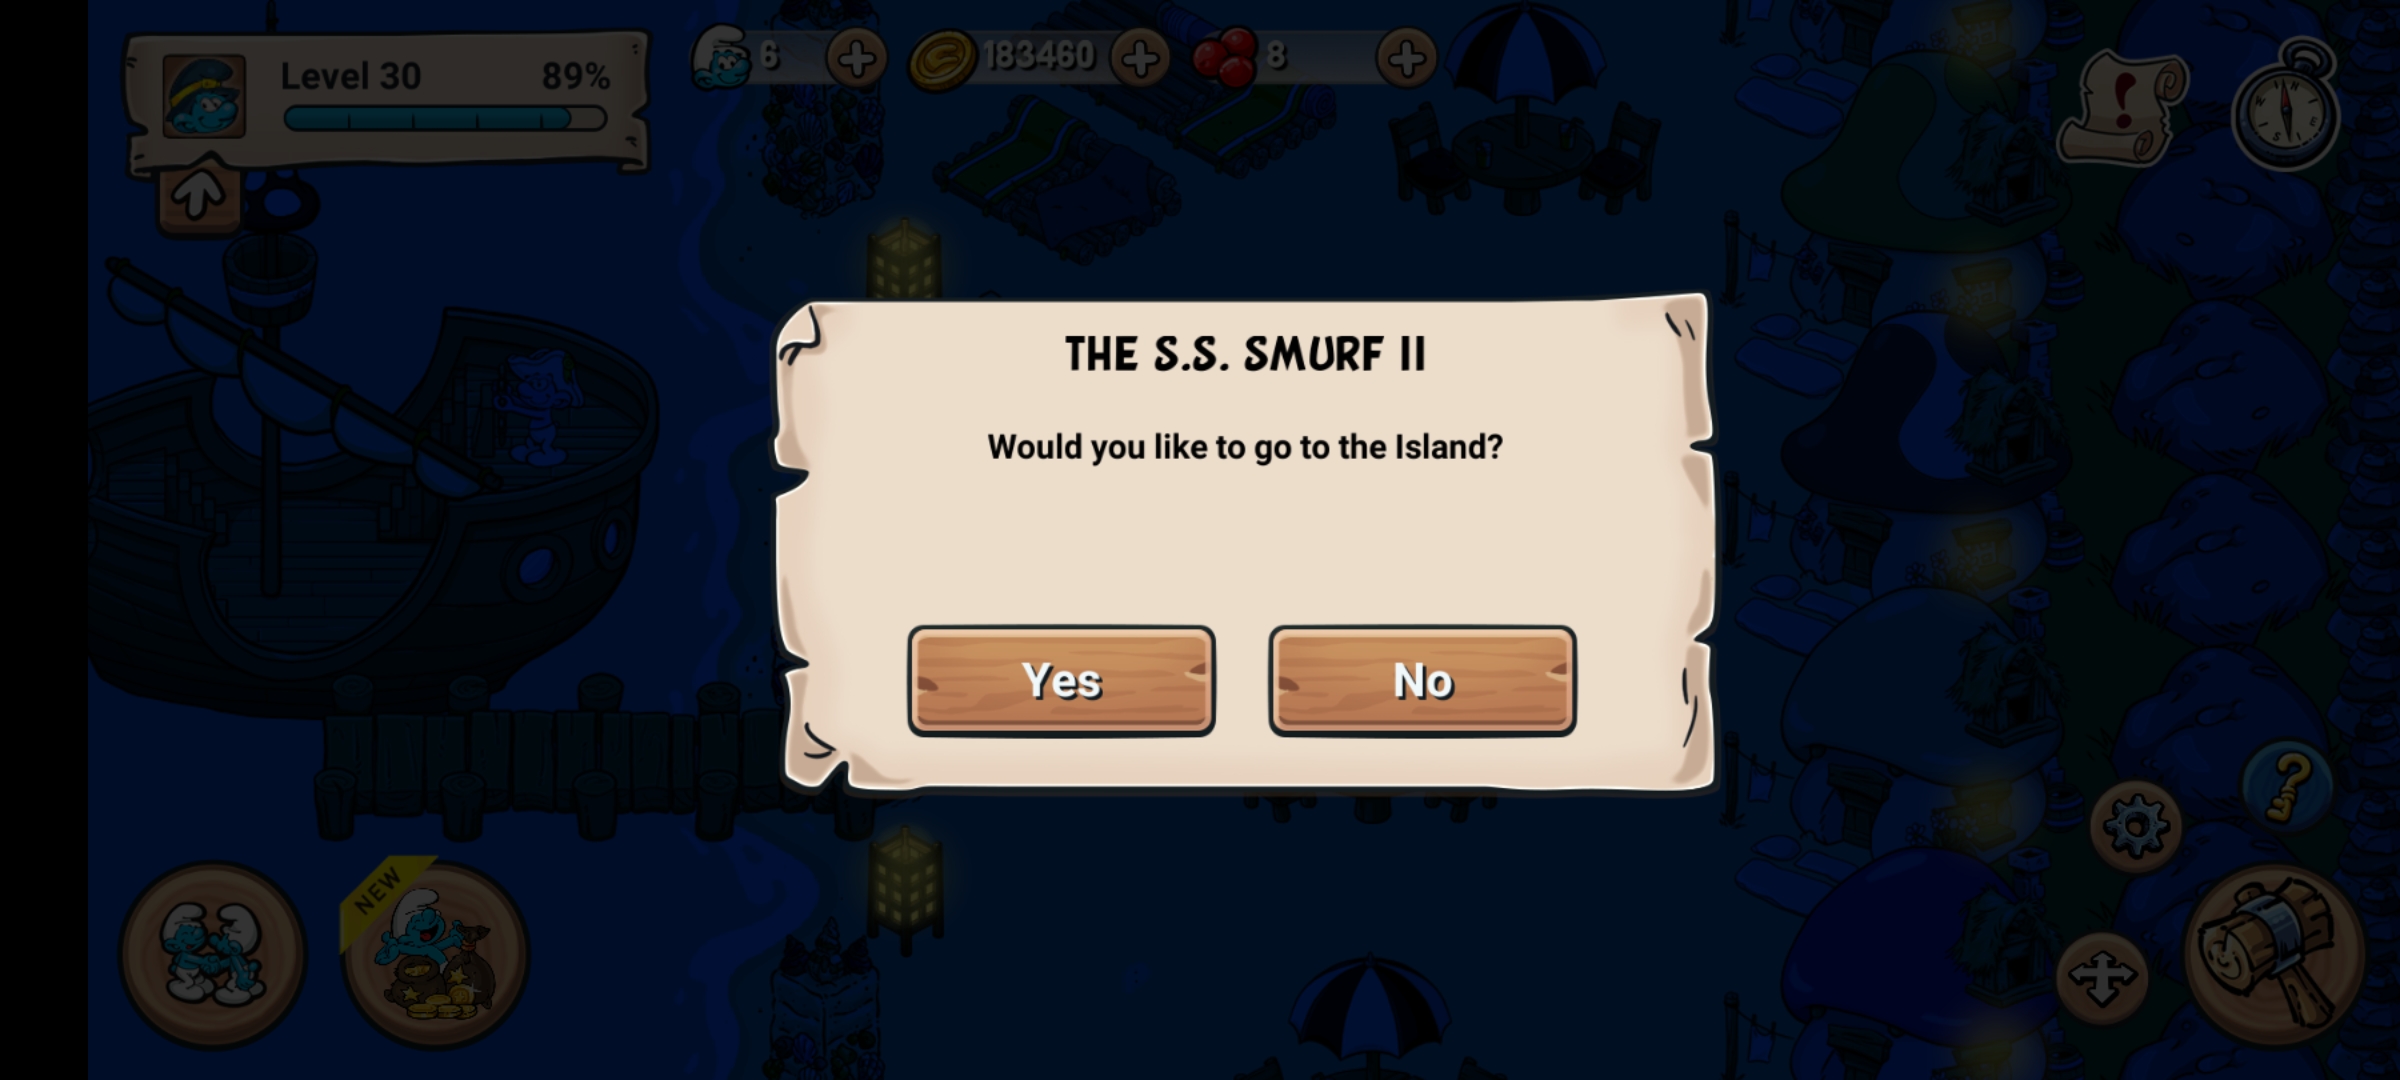 Level 30 89%
6
183460
8
THE S.S. SMURF II
Would you like to go to the Island?
Yes
No
NEW